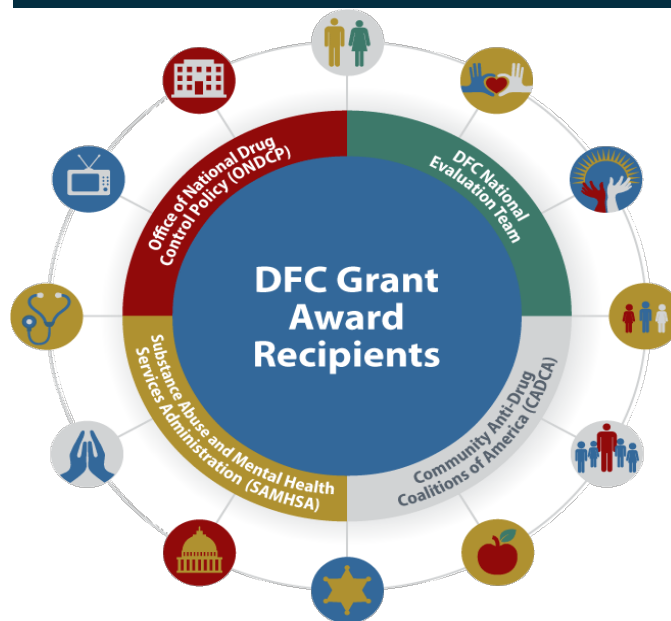 Office of National Drug
Control Policy (ONDCP)
DFC National
Evaluation Team
DFC Grant
Award
Recipients
Substance Abuse and Mental Health
Services Administration (SAMHSA)
Community Anti-Drug
Coalitions of America (CADCA)